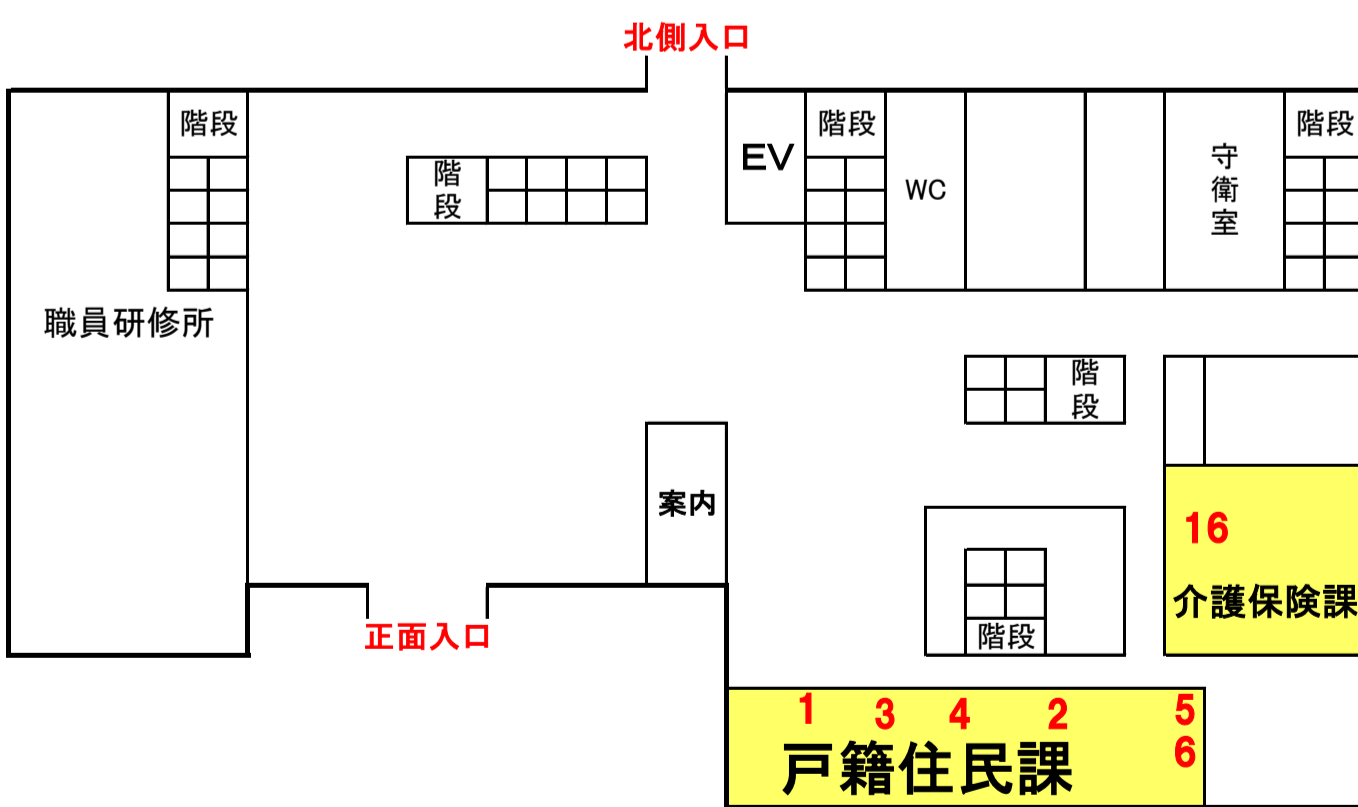 北側入口
階段
階段
EV
階段
WC
守衛室
階段
職員研修所
階段
案内
16
介護保険課
階段
正面入口
1 3 4 2 5
6
戸籍住民課